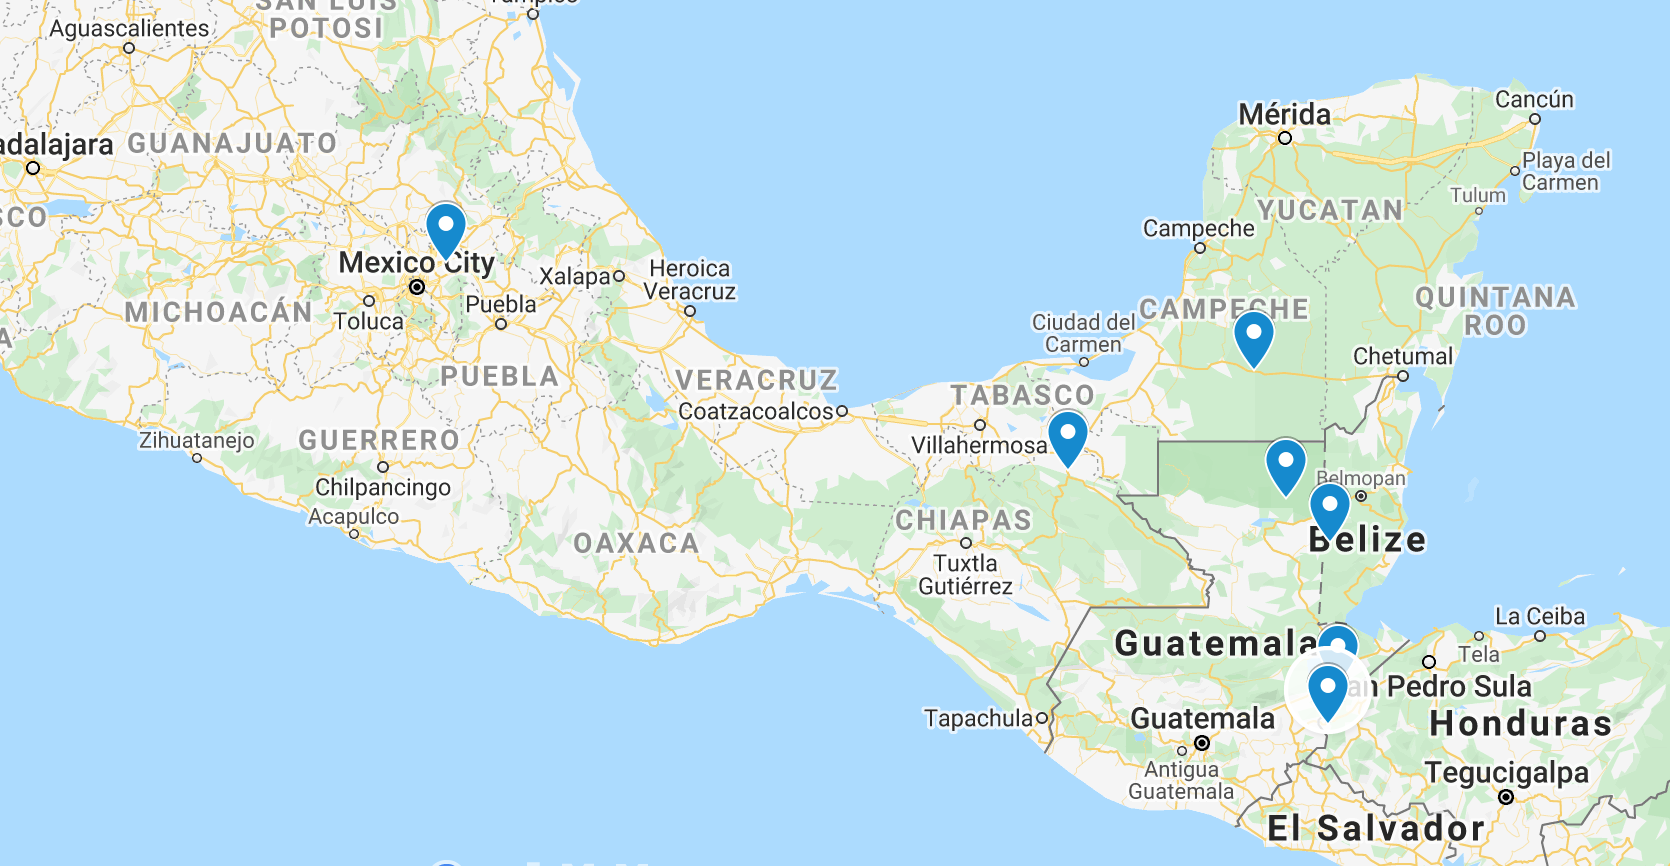 SAN LUIS
POTOSI
Tampico
Aguascalientes
adalajara
GUANAJUATO
SCO
Mexico City
Toluca
Puebla
Xalapa
Heroica
Veracruz
MICHOACÁN
A
PUEBLA
VERACRUZ
Coatzacoalcos
Zihuatanejo
GUERRERO
Chilpancingo
Acapulco
OAXACA
Mérida
Cancún
Playa del
Carmen
Tulum
YUCATAN
Campeche
CAMPECHE
QUINTANA
ROO
Ciudad del
Carmen
Chetumal
TABASCO
Villahermosa
Belmopan
Belize
CHIAPAS
Tuxtla
Gutiérrez
La Ceiba
Tela
Guatemala
an Pedro Sula
Tapachula
Guatemala
Honduras
Antigua
Guatemala
Tegucigalpa
El Salvador